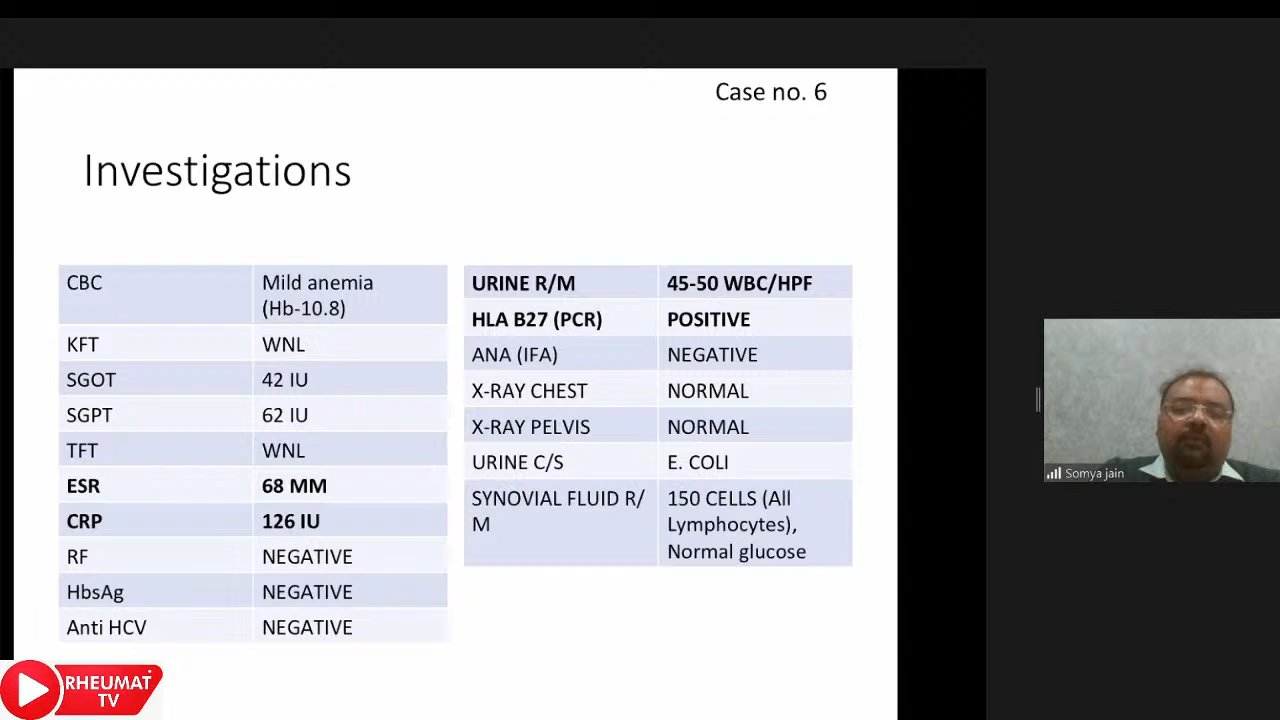 Case no. 6
Investigations
CBC Mild anemia
(Hb-10.8)
KFT WNL
SGOT 42 IU
SGPT 62 IU
TFT WNL
ESR 68 MM
CRP 126 IU
RF NEGATIVE
HbsAg NEGATIVE
Anti HCV NEGATIVE
URINE R/M 45-50 WBC/HPF
HLA B27 (PCR) POSITIVE
ANA (IFA) NEGATIVE
X-RAY CHEST NORMAL
X-RAY PELVIS NORMAL
URINE C/S E. COLI
SYNOVIAL FLUID R/ 150 CELLS (All
M Lymphocytes),
Normal glucose
Somya jain
RHEUMAT
TV